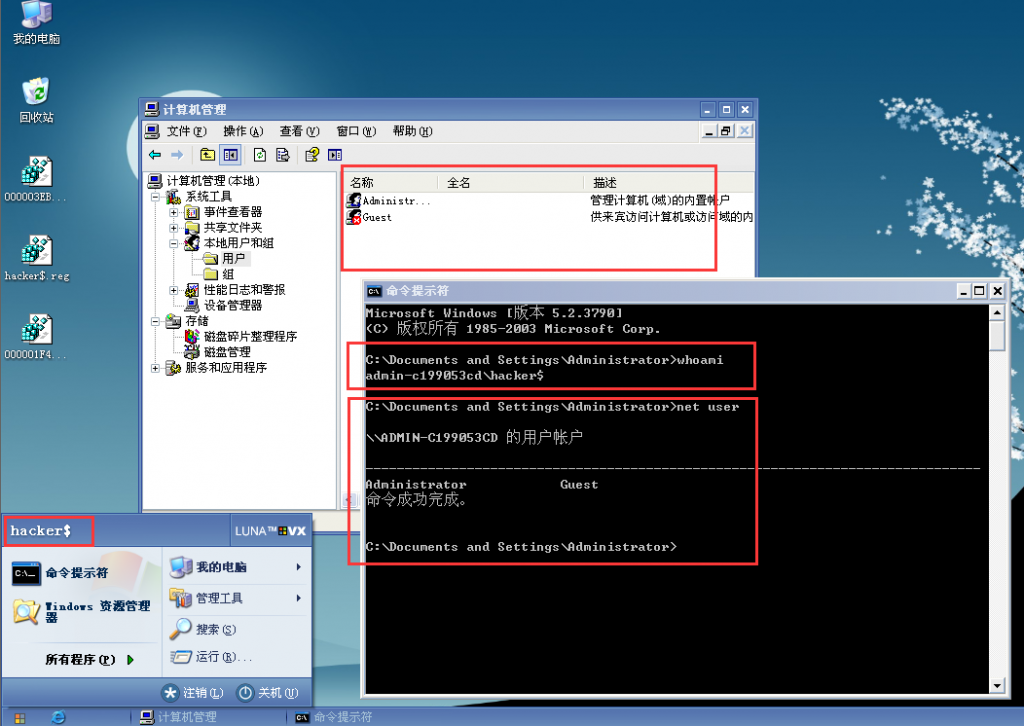 我的电脑
回收站
000003EB...
hacker$.reg
000001F4...
计算机管理
文件(F) 操作(A) 查看(V) 窗口(W) 帮助(H)
计算机管理(本地)
系统工具
事件查看器
共享文件夹
本地用户和组
用户
组
性能日志和警报
设备管理器
存储
磁盘碎片整理程序
磁盘管理
服务和应用程序
名称 全名 描述
Administr... 管理计算机(域)的内置帐户
Guest 供来宾访问计算机或访问域的内
命令提示符
Microsoft Windows [版本 5.2.3790]
(C) 版权所有 1985-2003 Microsoft Corp.
C:\Documents and Settings\Administrator>whoami
admin-c199053cd\hacker$
C:\Documents and Settings\Administrator>net user
\\ADMIN-C199053CD 的用户帐户
-------------------------------------------------------------------------------
Administrator Guest
命令成功完成。
C:\Documents and Settings\Administrator>
hacker$
LUNA™VX
命令提示符
Windows 资源管理
器
所有程序(P)
我的电脑
管理工具
搜索(S)
运行(R)...
注销(L) 关机(U)
计算机管理 命令提示符